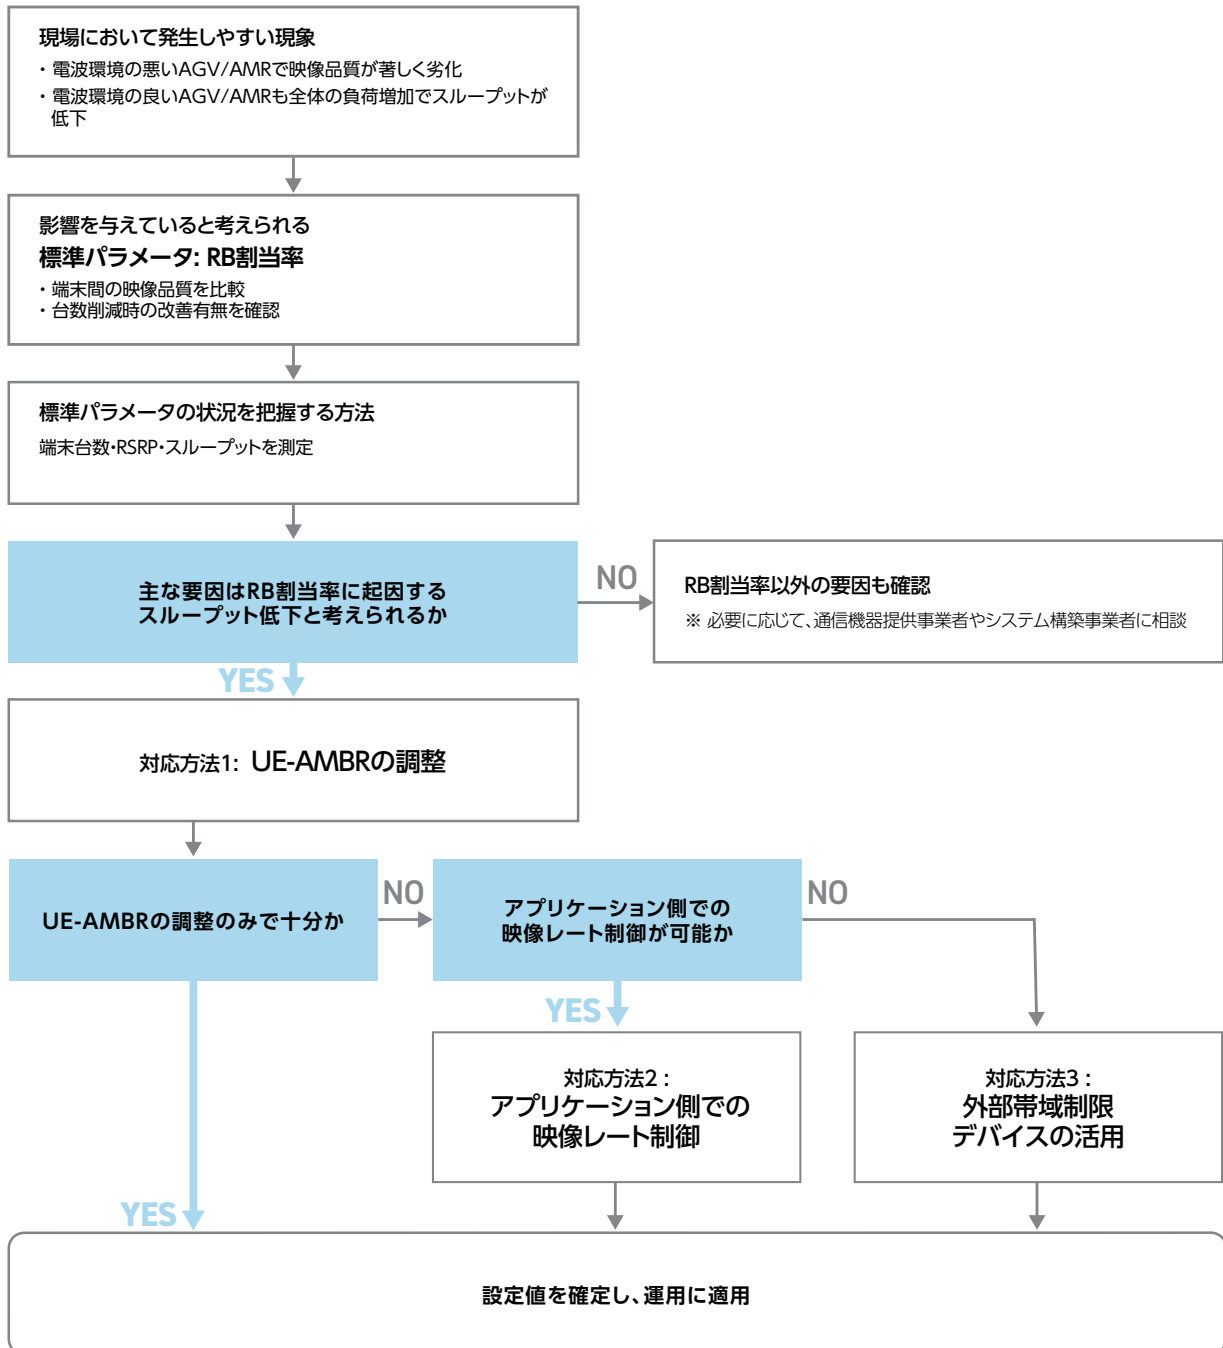 現場において発生しやすい現象
・電波環境の悪いAGV/AMRで映像品質が著しく劣化
・電波環境の良いAGV/AMRも全体の負荷増加でスループットが
低下
影響を与えていると考えられる
標準パラメータ: RB割当率
・端末間の映像品質を比較
・台数削減時の改善有無を確認
標準パラメータの状況を把握する方法
端末台数・RSRP・スループットを測定
主な要因はRB割当率に起因する
スループット低下と考えられるか
NO
RB割当率以外の要因も確認
※ 必要に応じて、通信機器提供事業者やシステム構築事業者に相談
YES
対応方法1: UE-AMBRの調整
UE-AMBRの調整のみで十分か
NO
アプリケーション側での
映像レート制御が可能か
NO
YES
対応方法2 :
アプリケーション側での
映像レート制御
対応方法3 :
外部帯域制限
デバイスの活用
YES
設定値を確定し、運用に適用